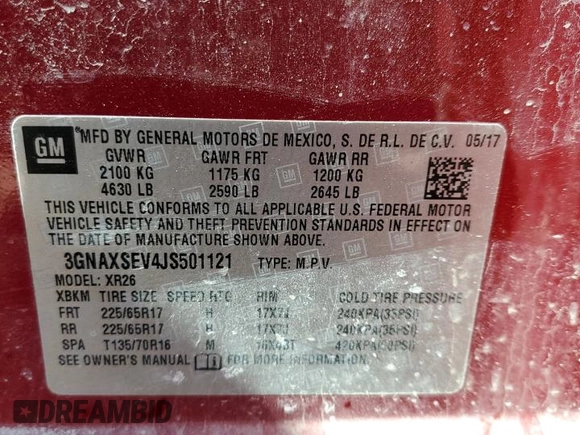 GM
MFD BY GENERAL MOTORS DE MEXICO, S. DE R.L. DE C.V. 05/17
GVWR GAWR FRT GAWR RR
2100 KG 1175 KG 1200 KG
4630 LB 2590 LB 2645 LB
THIS VEHICLE CONFORMS TO ALL APPLICABLE U.S. FEDERAL MOTOR
VEHICLE SAFETY AND THEFT PREVENTION STANDARDS IN EFFECT ON
THE DATE OF MANUFACTURE SHOWN ABOVE.
3GNAXSEV4JS501121 TYPE: M.P.V.
MODEL: XR26
XBKM TIRE SIZE SPEED RTG RIM COLD TIRE PRESSURE
FRT 225/65R17 H 17X7J 240KPA(35PSI)
RR 225/65R17 H 17X7J 240KPA(35PSI)
SPA T135/70R16 M 16X4T 420KPA(60PSI)
SEE OWNER'S MANUAL FOR MORE INFORMATION.
DREAMBID